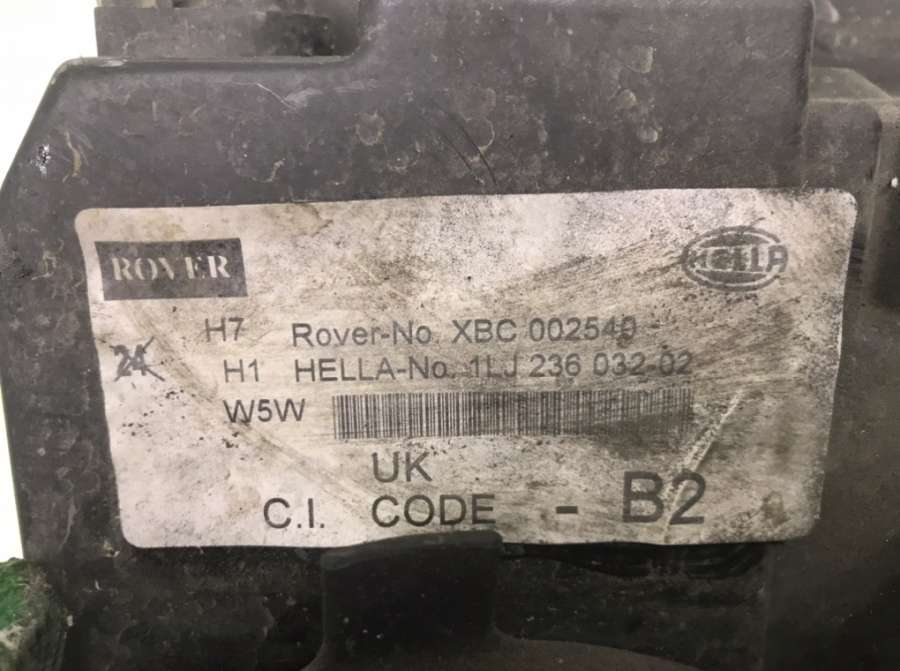 ROVER
HELLA
H7 Rover-No. XBC 002540
24
H1 HELLA-No. 1LJ 236 032-02
W5W
UK
C.I. CODE - B2